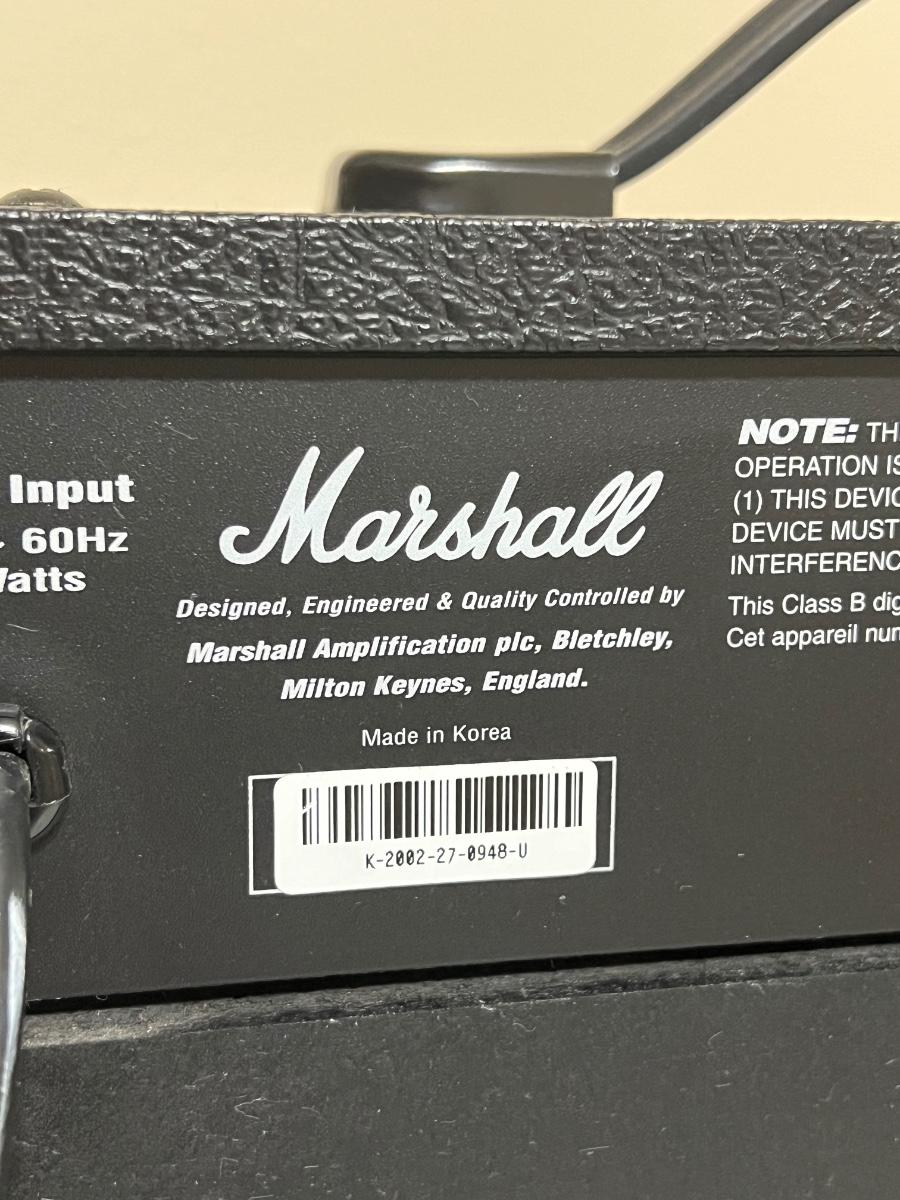 Input
60Hz
Marshall
Designed, Engineered & Quality Controlled by
Marshall Amplification plc, Bletchley,
Milton Keynes, England.
Made in Korea
K-2002-27-0948-U
NOTE:
OPERATION
(1) THIS
DEVICE MUST
This Class B
Cet appareil